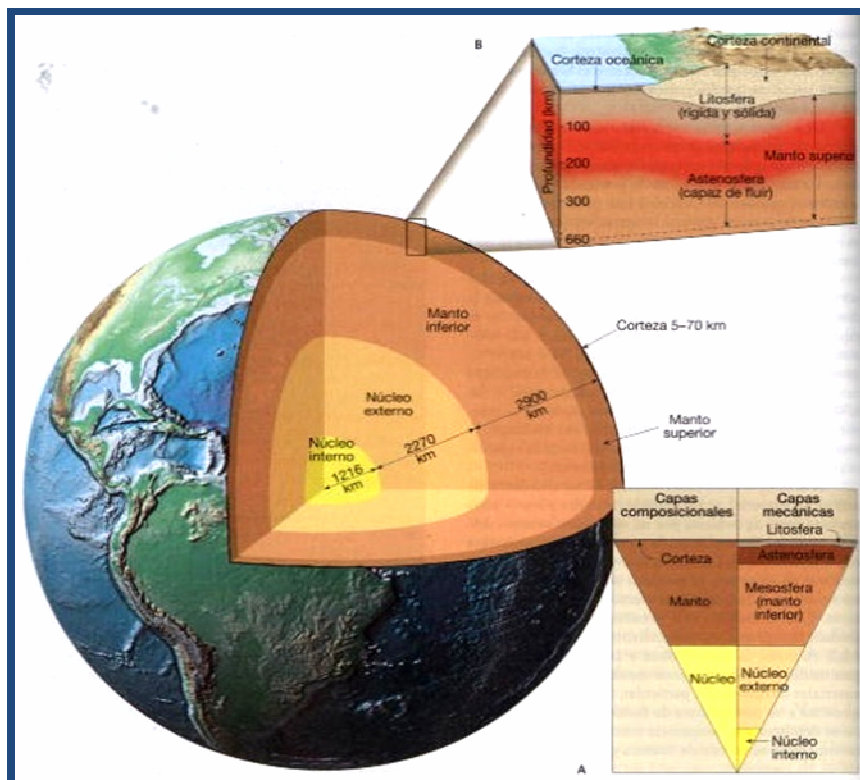 B
Corteza continental
Corteza oceánica
Litosfera
(rígida y sólida)
Profundidad (km)
100
Manto superior
200
Astenosfera
(capaz de fluir)
300
660
Manto
inferior
Corteza 5–70 km
Núcleo
externo
2900
km
Manto
superior
Núcleo
interno
2270
km
1216
km
Capas
composicionales
Capas
mecánicas
Litosfera
Corteza
Astenosfera
Manto
Mesosfera
(manto
inferior)
Núcleo
Núcleo
externo
Núcleo
interno
A